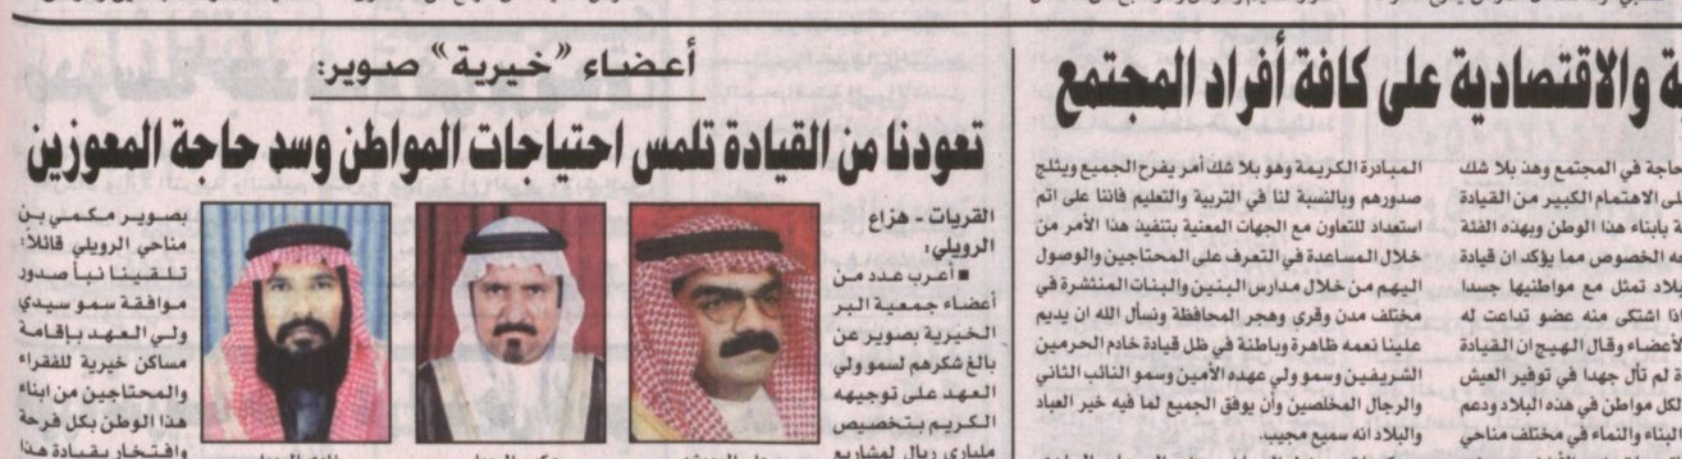 ة والاقتصادية على كافة أفراد المجتمع
حاجة في المجتمع وهذ بلا شك
لى الاهتمام الكبير من القيادة
ة بابناء هذا الوطن وبهذه الفئة
جه الخصوص مما يؤكد ان قيادة
بلاد تمثل مع مواطنيها جسدا
اذا اشتكى منه عضو تداعت له
لأعضاء وقال الهيج ان القيادة
ة لم تأل جهدا في توفير العيش
لكل مواطن في هذه البلاد ودعم
البناء والنماء في مختلف مناحي
المبادرة الكريمة وهو بلا شك أمر يفرح الجميع ويثلج
صدورهم وبالنسبة لنا في التربية والتعليم فاننا على اتم
استعداد للتعاون مع الجهات المعنية بتنفيذ هذا الأمر من
خلال المساعدة في التعرف على المحتاجين والوصول
اليهم من خلال مدارس البنين والبنات المنتشرة في
مختلف مدن وقرى وهجر المحافظة ونسأل الله ان يديم
علينا نعمه ظاهرة وباطنة في ظل قيادة خادم الحرمين
الشريفين وسمو ولي عهده الأمين وسمو النائب الثاني
والرجال المخلصين وأن يوفق الجميع لما فيه خير العباد
والبلاد انه سميع مجيب.
أعضاء «خيرية» صوير:
تعودنا من القيادة تلمس احتياجات المواطن وسد حاجة المعوزين
القريات - هزاع
الرويلي:
■ أعرب عدد من
أعضاء جمعية البر
الخيرية بصوير عن
بالغ شكرهم لسمو ولي
العهد على توجيهه
الكريم بتخصيص
ملياري ريال لمشاريع
بصوير مكمي بن
مناحي الرويلي قائلاً:
تلقينا نبأ صدور
موافقة سمو سيدي
ولي العهد بإقامة
مساكن خيرية للفقراء
والمحتاجين من ابناء
هذا الوطن بكل فرحة
وافتخار بقيادة هذا